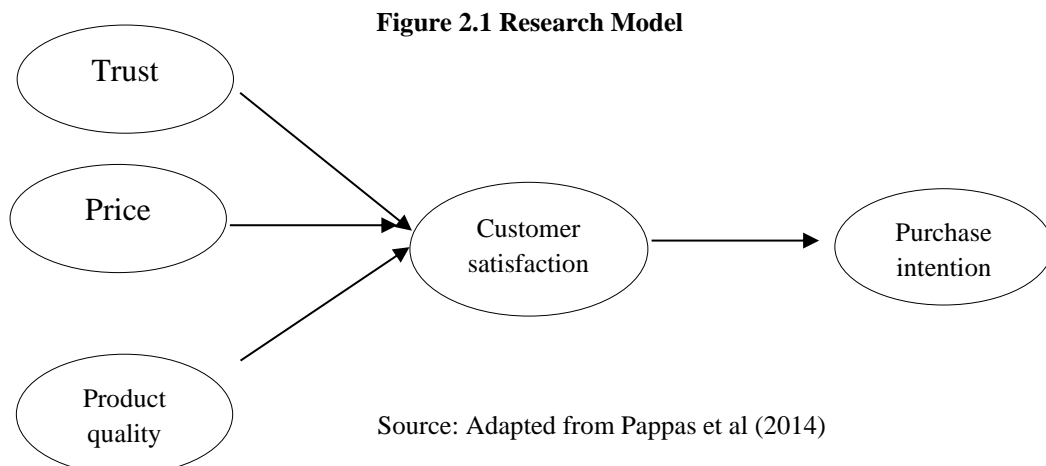 Figure 2.1 Research Model
Trust
Price
Customer
satisfaction
Purchase
intention
Product
quality
Source: Adapted from Pappas et al (2014)